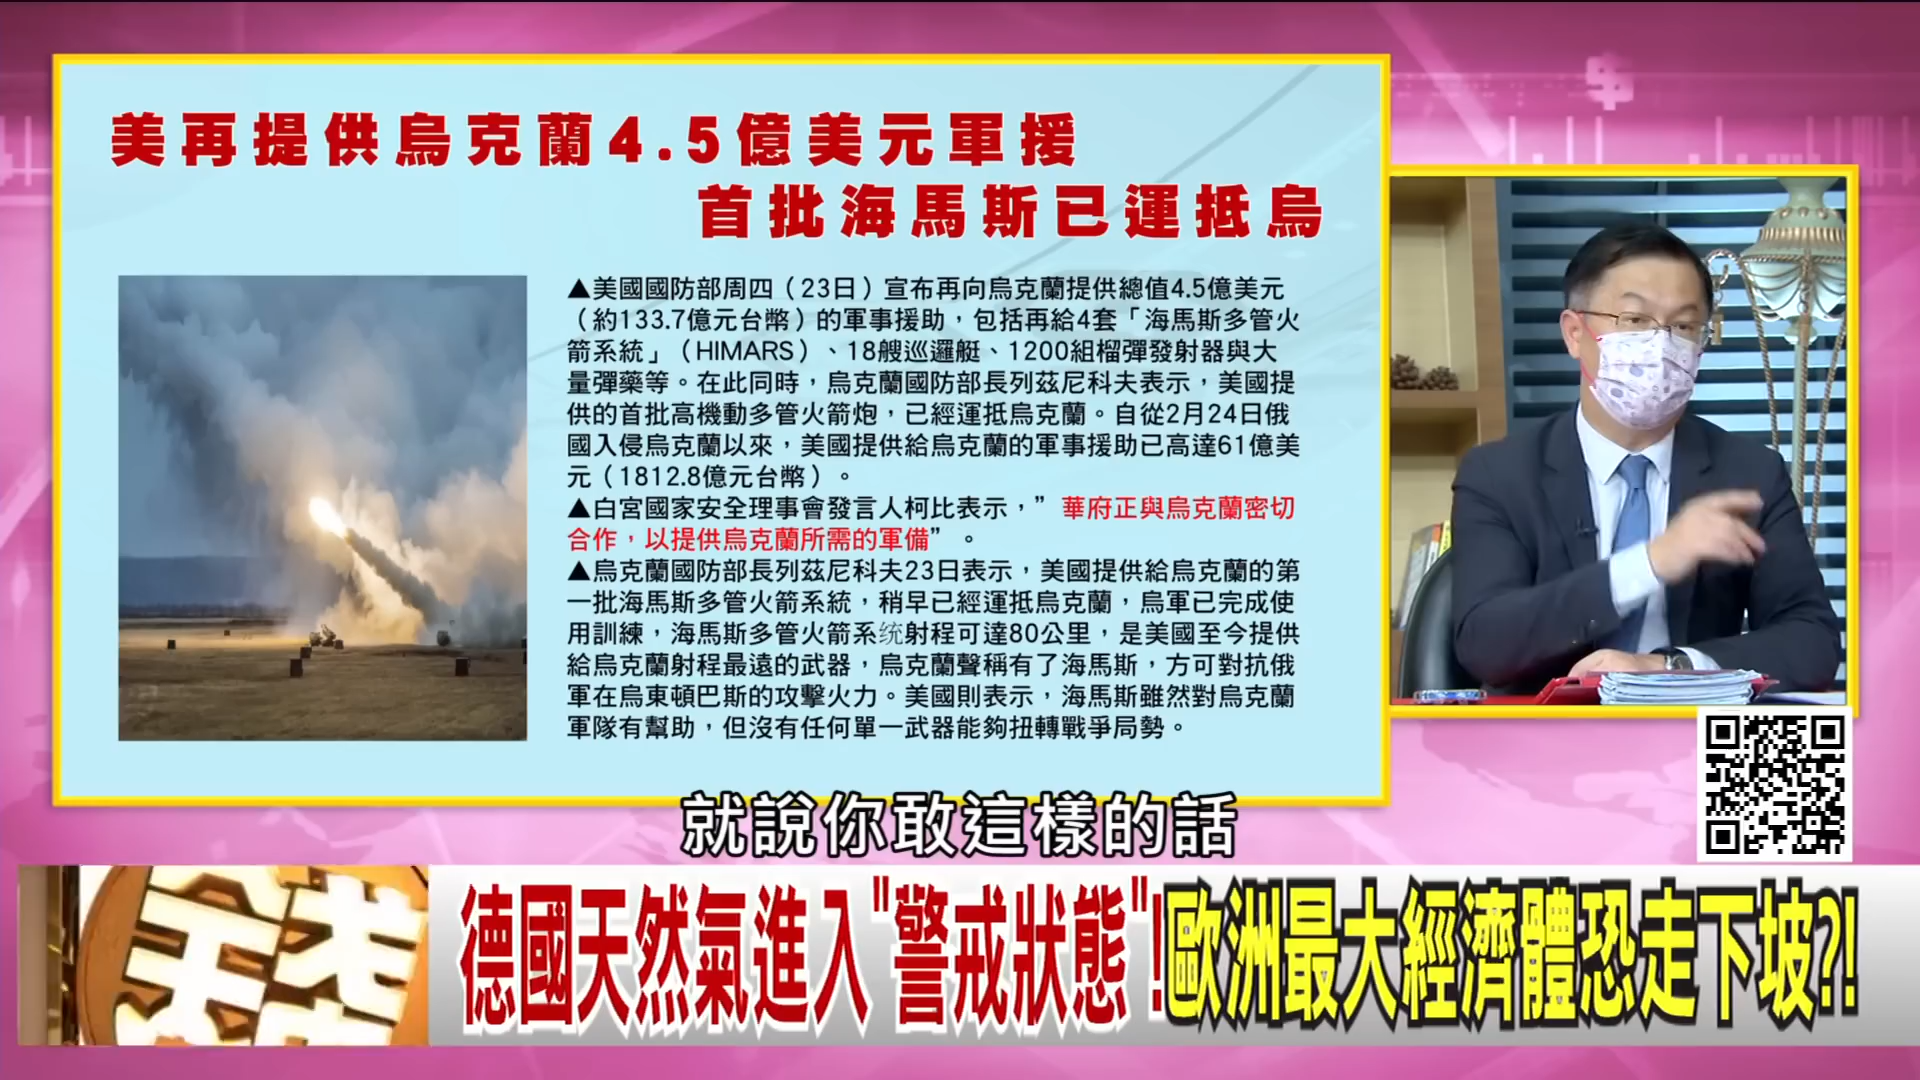 美再提供烏克蘭4.5億美元軍援
首批海馬斯已運抵烏
▲美國國防部周四（23日）宣布再向烏克蘭提供總值4.5億美元
（約133.7億元台幣）的軍事援助，包括再給4套「海馬斯多管火
箭系統」（HIMARS）、18艘巡邏艇、1200組榴彈發射器與大
量彈藥等。在此同時，烏克蘭國防部長列茲尼科夫表示，美國提
供的首批高機動多管火箭炮，已經運抵烏克蘭。自從2月24日俄
國入侵烏克蘭以來，美國提供給烏克蘭的軍事援助已高達61億美
元（1812.8億元台幣）。
▲白宮國家安全理事會發言人柯比表示，”華府正與烏克蘭密切
合作，以提供烏克蘭所需的軍備”。
▲烏克蘭國防部長列茲尼科夫23日表示，美國提供給烏克蘭的第
一批海馬斯多管火箭系統，稍早已經運抵烏克蘭，烏軍已完成使
用訓練，海馬斯多管火箭系统射程可達80公里，是美國至今提供
給烏克蘭射程最遠的武器，烏克蘭聲稱有了海馬斯，方可對抗俄
軍在烏東頓巴斯的攻擊火力。美國則表示，海馬斯雖然對烏克蘭
軍隊有幫助，但沒有任何單一武器能夠扭轉戰爭局勢。
就說你敢這樣的話
德國天然氣進入"警戒狀態"!歐洲最大經濟體恐走下坡?!